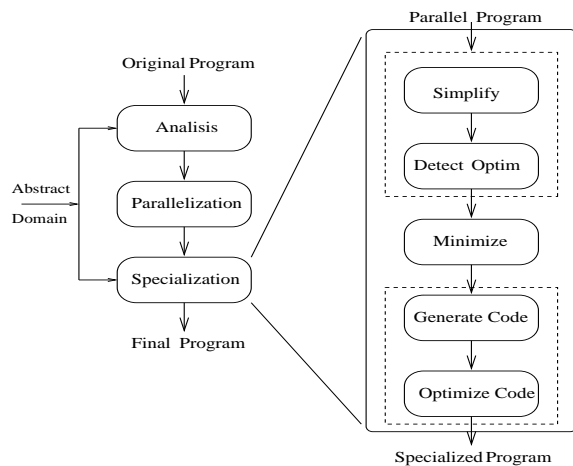 Original Program
Analisis
Abstract
Domain
Parallelization
Specialization
Final Program
Parallel Program
Simplify
Detect Optim
Minimize
Generate Code
Optimize Code
Specialized Program